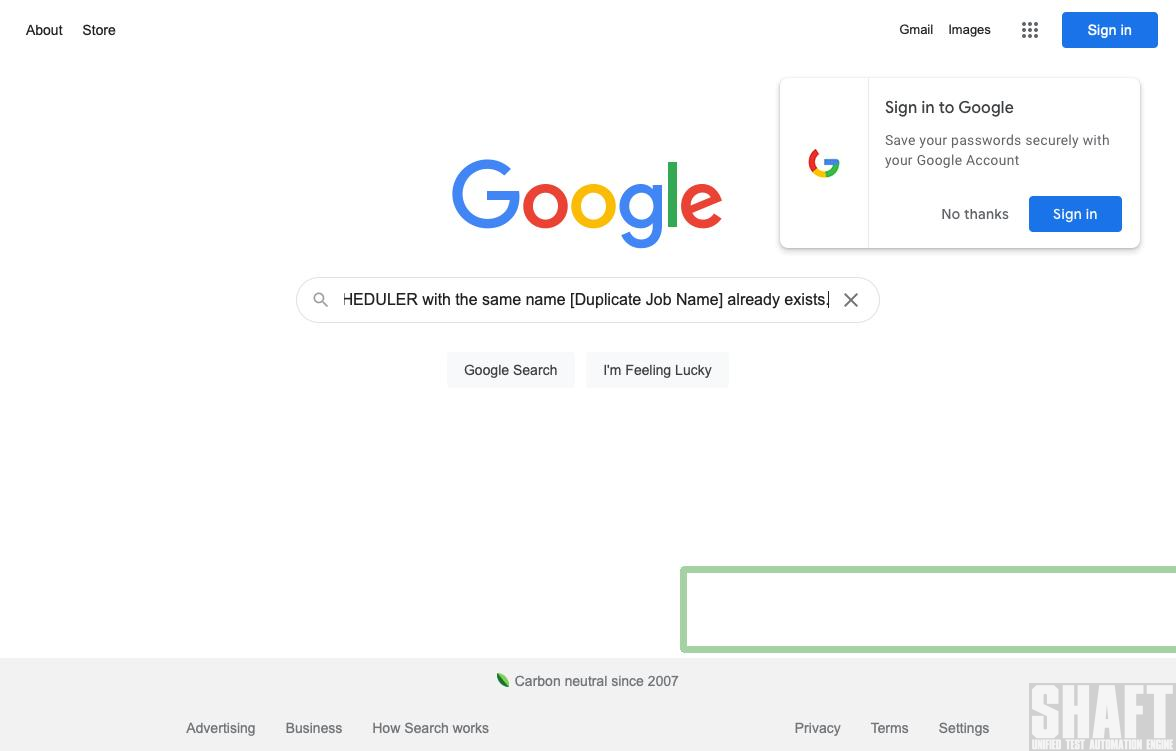 About Store
Gmail Images
Sign in
Sign in to Google
Save your passwords securely with
your Google Account
No thanks Sign in
Google
HEDULER with the same name [Duplicate Job Name] already exists.
Google Search I'm Feeling Lucky
Carbon neutral since 2007
Advertising Business How Search works
Privacy Terms Settings
SHAFT
UNIFIED TEST AUTOMATION ENGINE